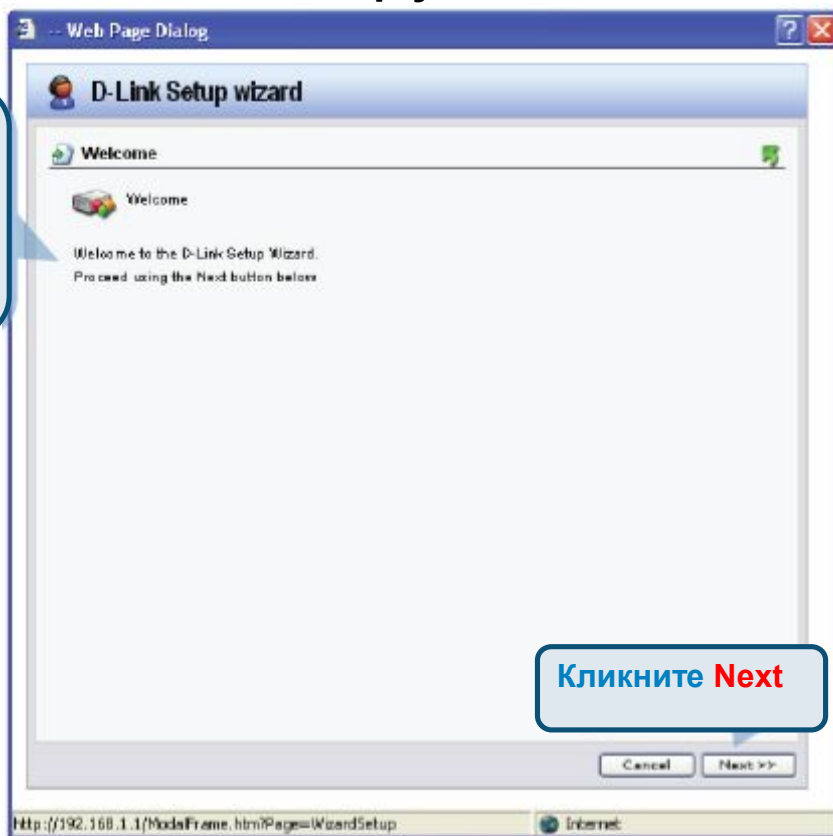 -- Web Page Dialog
D-Link Setup wizard
Welcome
Welcome
Welcome to the D-Link Setup Wizard.
Proceed using the Next button below
Кликните Next
Cancel Next >>
http://192.168.1.1/ModalFrame.htm?Page=WizardSetup Internet